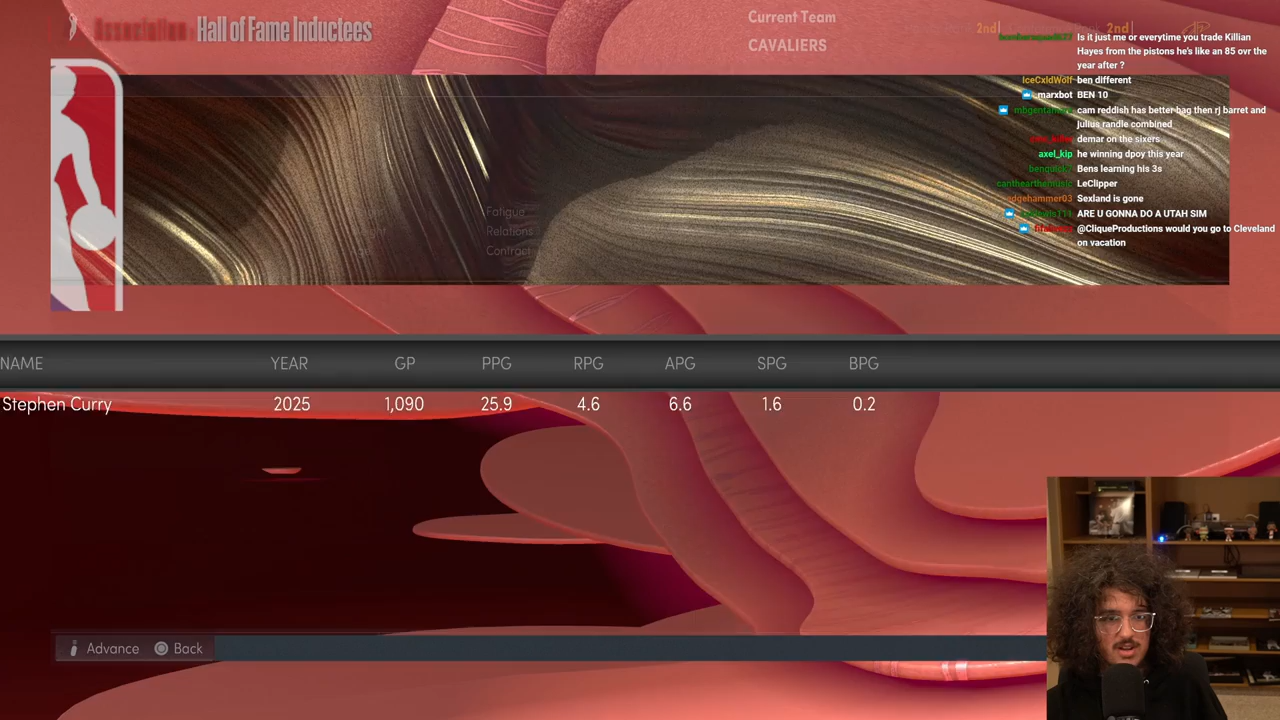 Association Hall of Fame Inductees
Current Team
CAVALIERS
2nd
2nd
Is it just me or everytime you trade Killian
Hayes from the pistons he's like an 85 ovr the
year after ?
IceCxldWolf ben different
marxbot BEN 10
cam reddish has better bag then rj barret and
julius randle combined
demar on the sixers
axel_kip he winning dpoy this year
Bens learning his 3s
canthearthemusic LeClipper
edgehammer03 Sexland is gone
ARE U GONNA DO A UTAH SIM
@CliqueProductions would you go to Cleveland
on vacation
Fatigue
Relations
Contract
NAME YEAR GP PPG RPG APG SPG BPG
Stephen Curry 2025 1,090 25.9 4.6 6.6 1.6 0.2
Advance Back